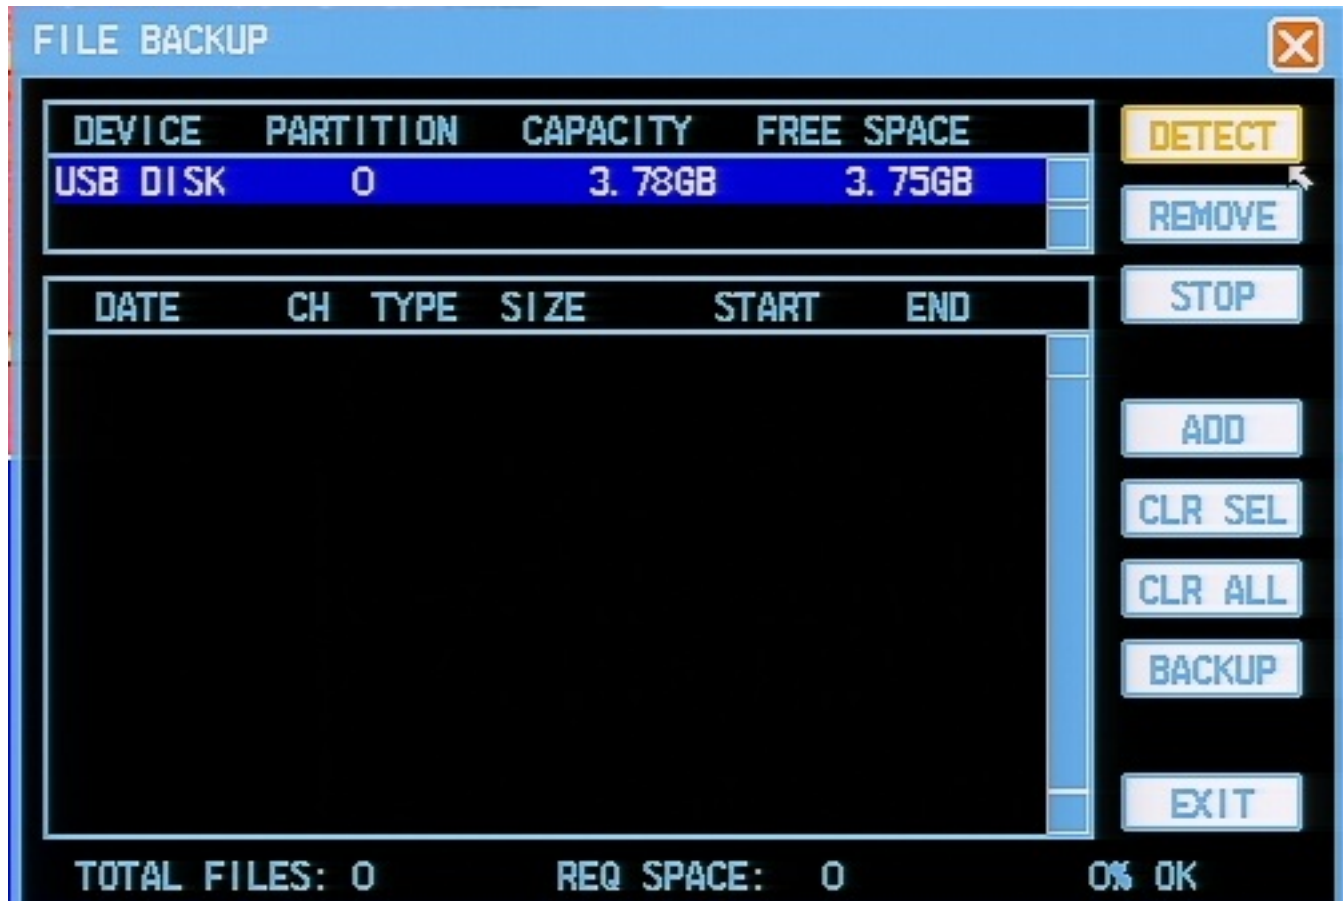 FILE BACKUP
DEVICE PARTITION CAPACITY FREE SPACE
USB DISK 0 3.78GB 3.75GB
DETECT
REMOVE
STOP
DATE CH TYPE SIZE START END
ADD
CLR SEL
CLR ALL
BACKUP
EXIT
TOTAL FILES: 0 REQ SPACE: 0 0% OK